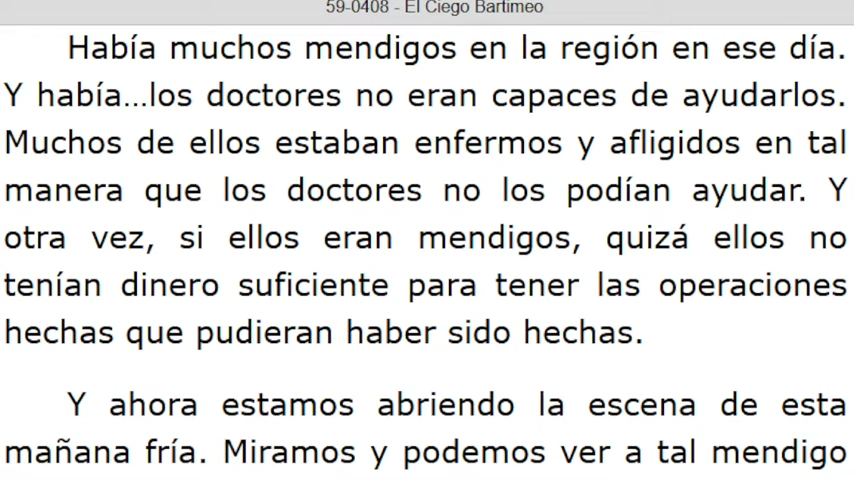 59-0408 - El Ciego Bartimeo
Había muchos mendigos en la región en ese día.
Y había...los doctores no eran capaces de ayudarlos.
Muchos de ellos estaban enfermos y afligidos en tal
manera que los doctores no los podían ayudar. Y
otra vez, si ellos eran mendigos, quizá ellos no
tenían dinero suficiente para tener las operaciones
hechas que pudieran haber sido hechas.
Y ahora estamos abriendo la escena de esta
mañana fría. Miramos y podemos ver a tal mendigo